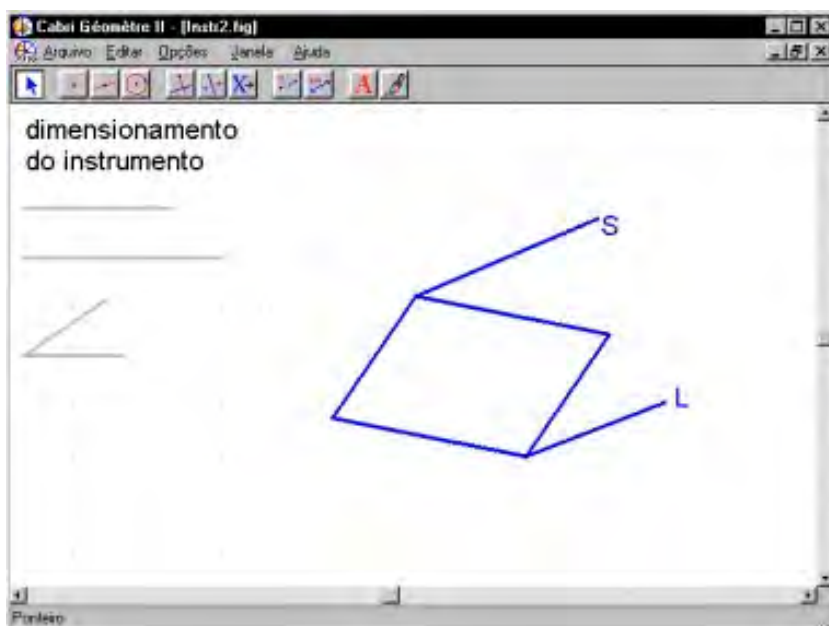 Cabri Géomètre II - [Instr2.fig]
Arquivo Editar Opções Janela Ajuda
A
dimensionamento
do instrumento
S
L
Ponteiro